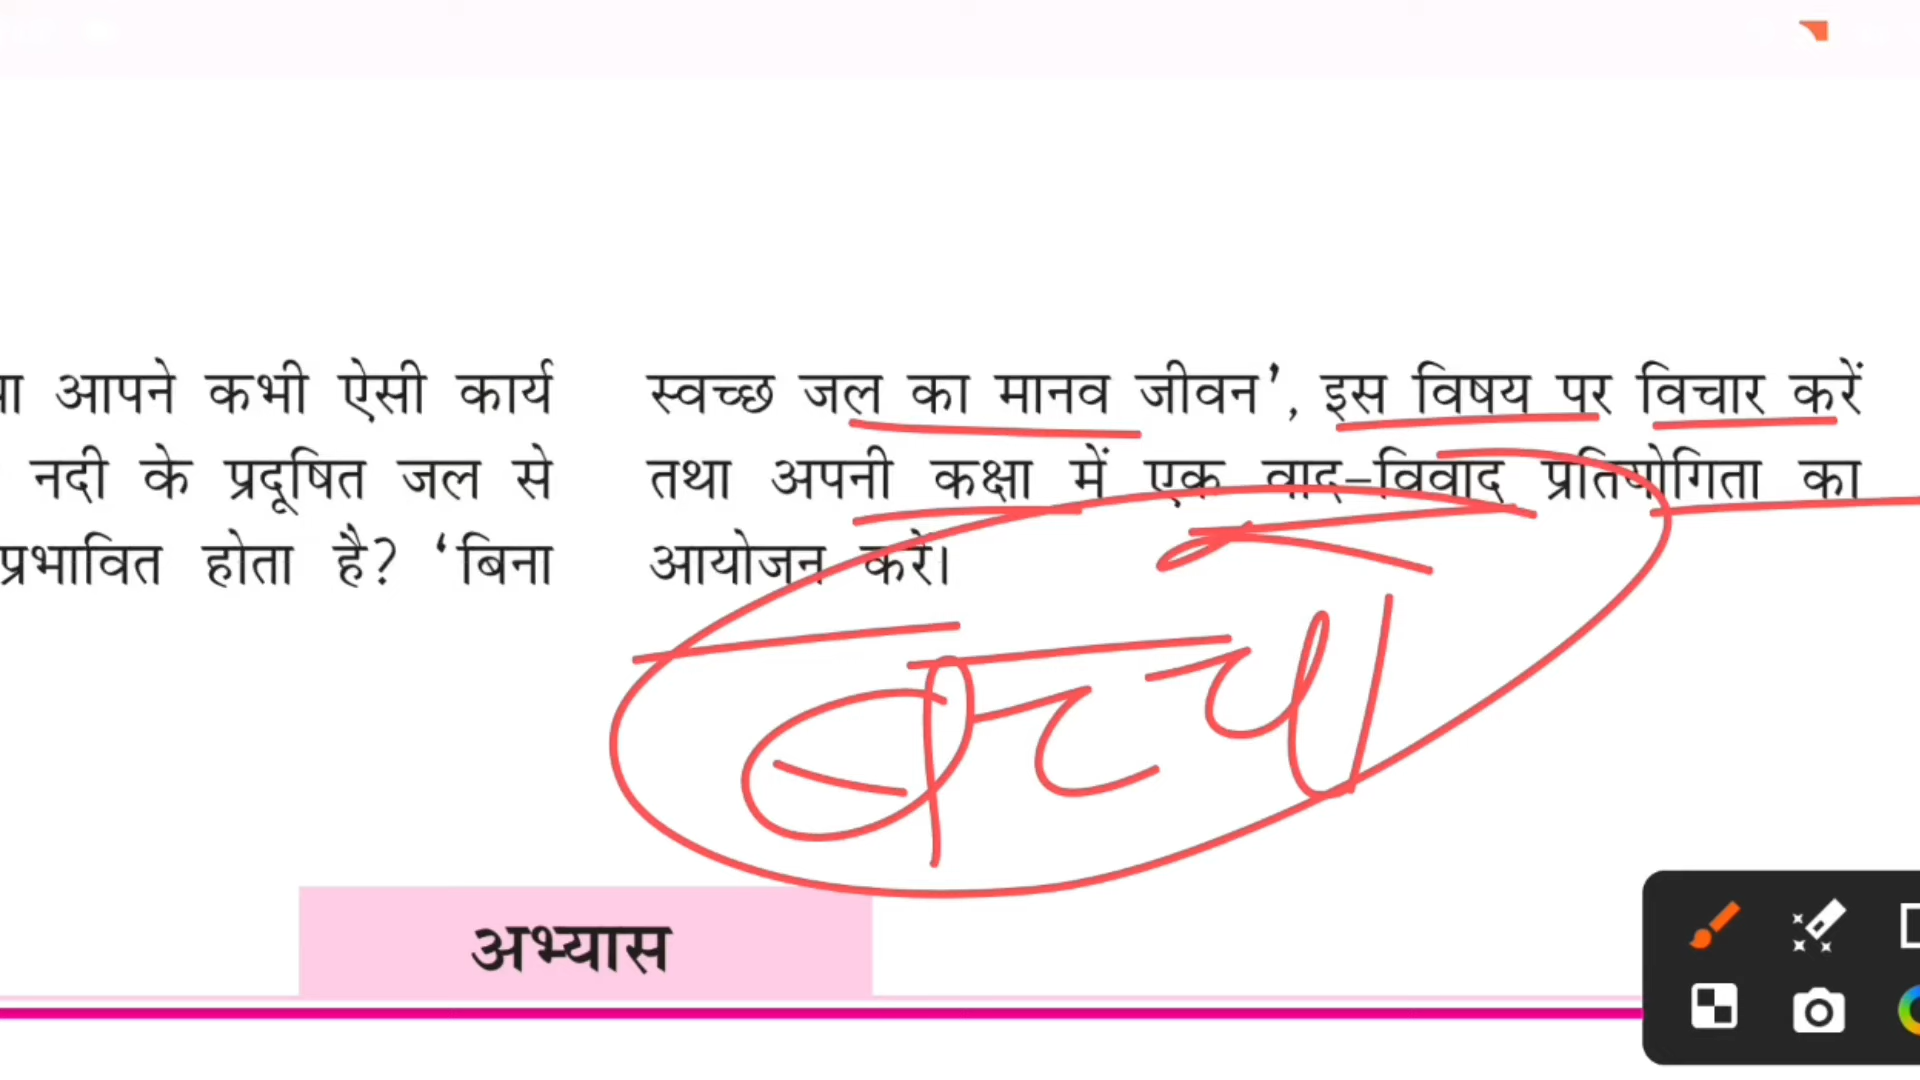 या आपने कभी ऐसी कार्य
नदी के प्रदूषित जल से
प्रभावित होता है? ‘बिना
स्वच्छ जल का मानव जीवन’, इस विषय पर विचार करें
तथा अपनी कक्षा में एक वाद-विवाद प्रतियोगिता का
आयोजन करें।
अभ्यास